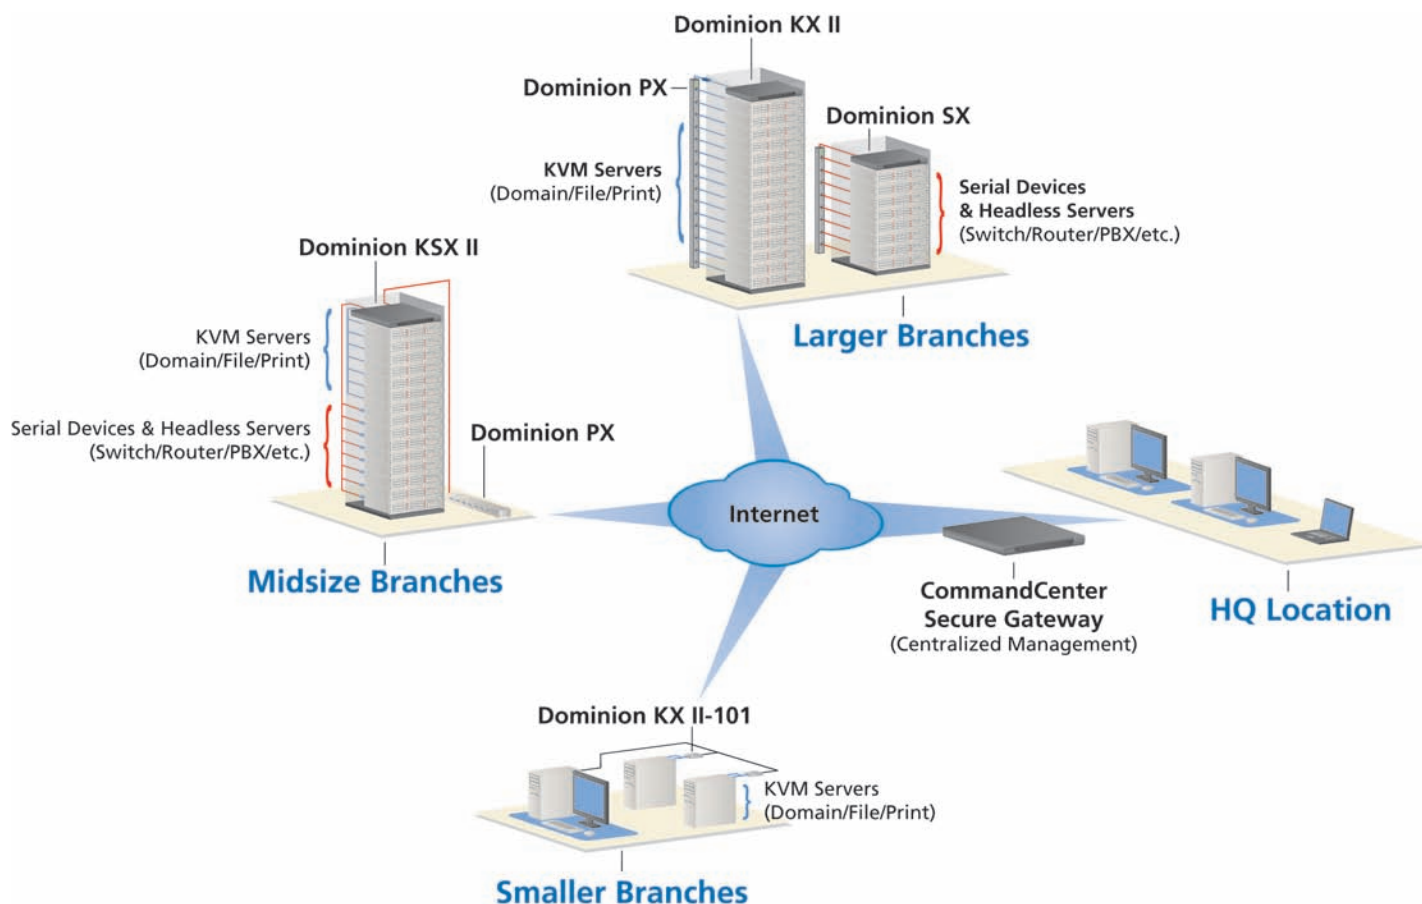 Dominion KX II
Dominion PX
Dominion SX
KVM Servers
(Domain/File/Print)
Serial Devices
& Headless Servers
(Switch/Router/PBX/etc.)
Larger Branches
Dominion KSX II
KVM Servers
(Domain/File/Print)
Serial Devices & Headless Servers
(Switch/Router/PBX/etc.)
Dominion PX
Midsize Branches
Internet
CommandCenter
Secure Gateway
(Centralized Management)
HQ Location
Dominion KX II-101
KVM Servers
(Domain/File/Print)
Smaller Branches